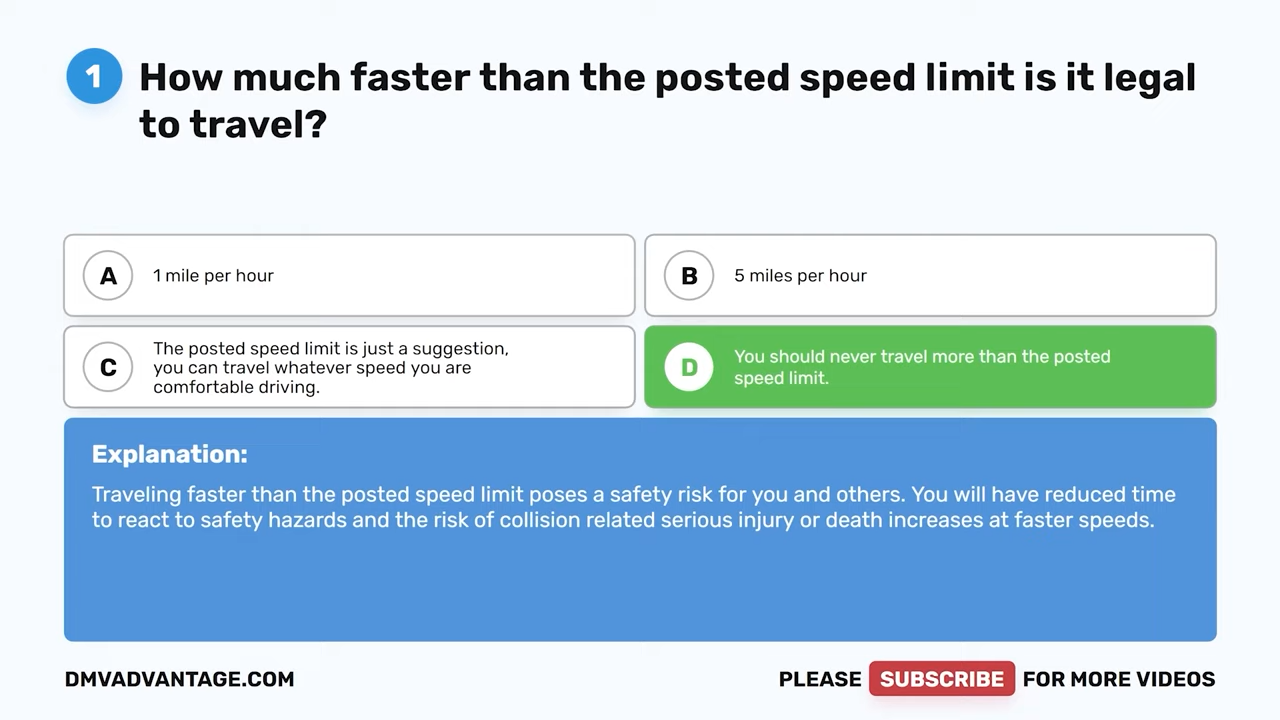 1
How much faster than the posted speed limit is it legal
to travel?
A
1 mile per hour
B
5 miles per hour
C
The posted speed limit is just a suggestion,
you can travel whatever speed you are
comfortable driving.
D
You should never travel more than the posted
speed limit.
Explanation:
Traveling faster than the posted speed limit poses a safety risk for you and others. You will have reduced time
to react to safety hazards and the risk of collision related serious injury or death increases at faster speeds.
DMVADVANTAGE.COM
PLEASE SUBSCRIBE FOR MORE VIDEOS